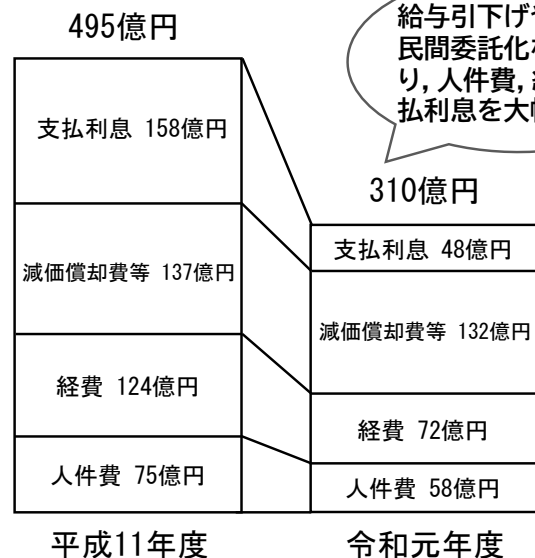 495億円
給与引下げ
民間委託化
り，人件費，
払利息を大
310億円
支払利息 158億円
減価償却費等 137億円
経費 124億円
人件費 75億円
支払利息 48億円
減価償却費等 132億円
経費 72億円
人件費 58億円
平成11年度
令和元年度